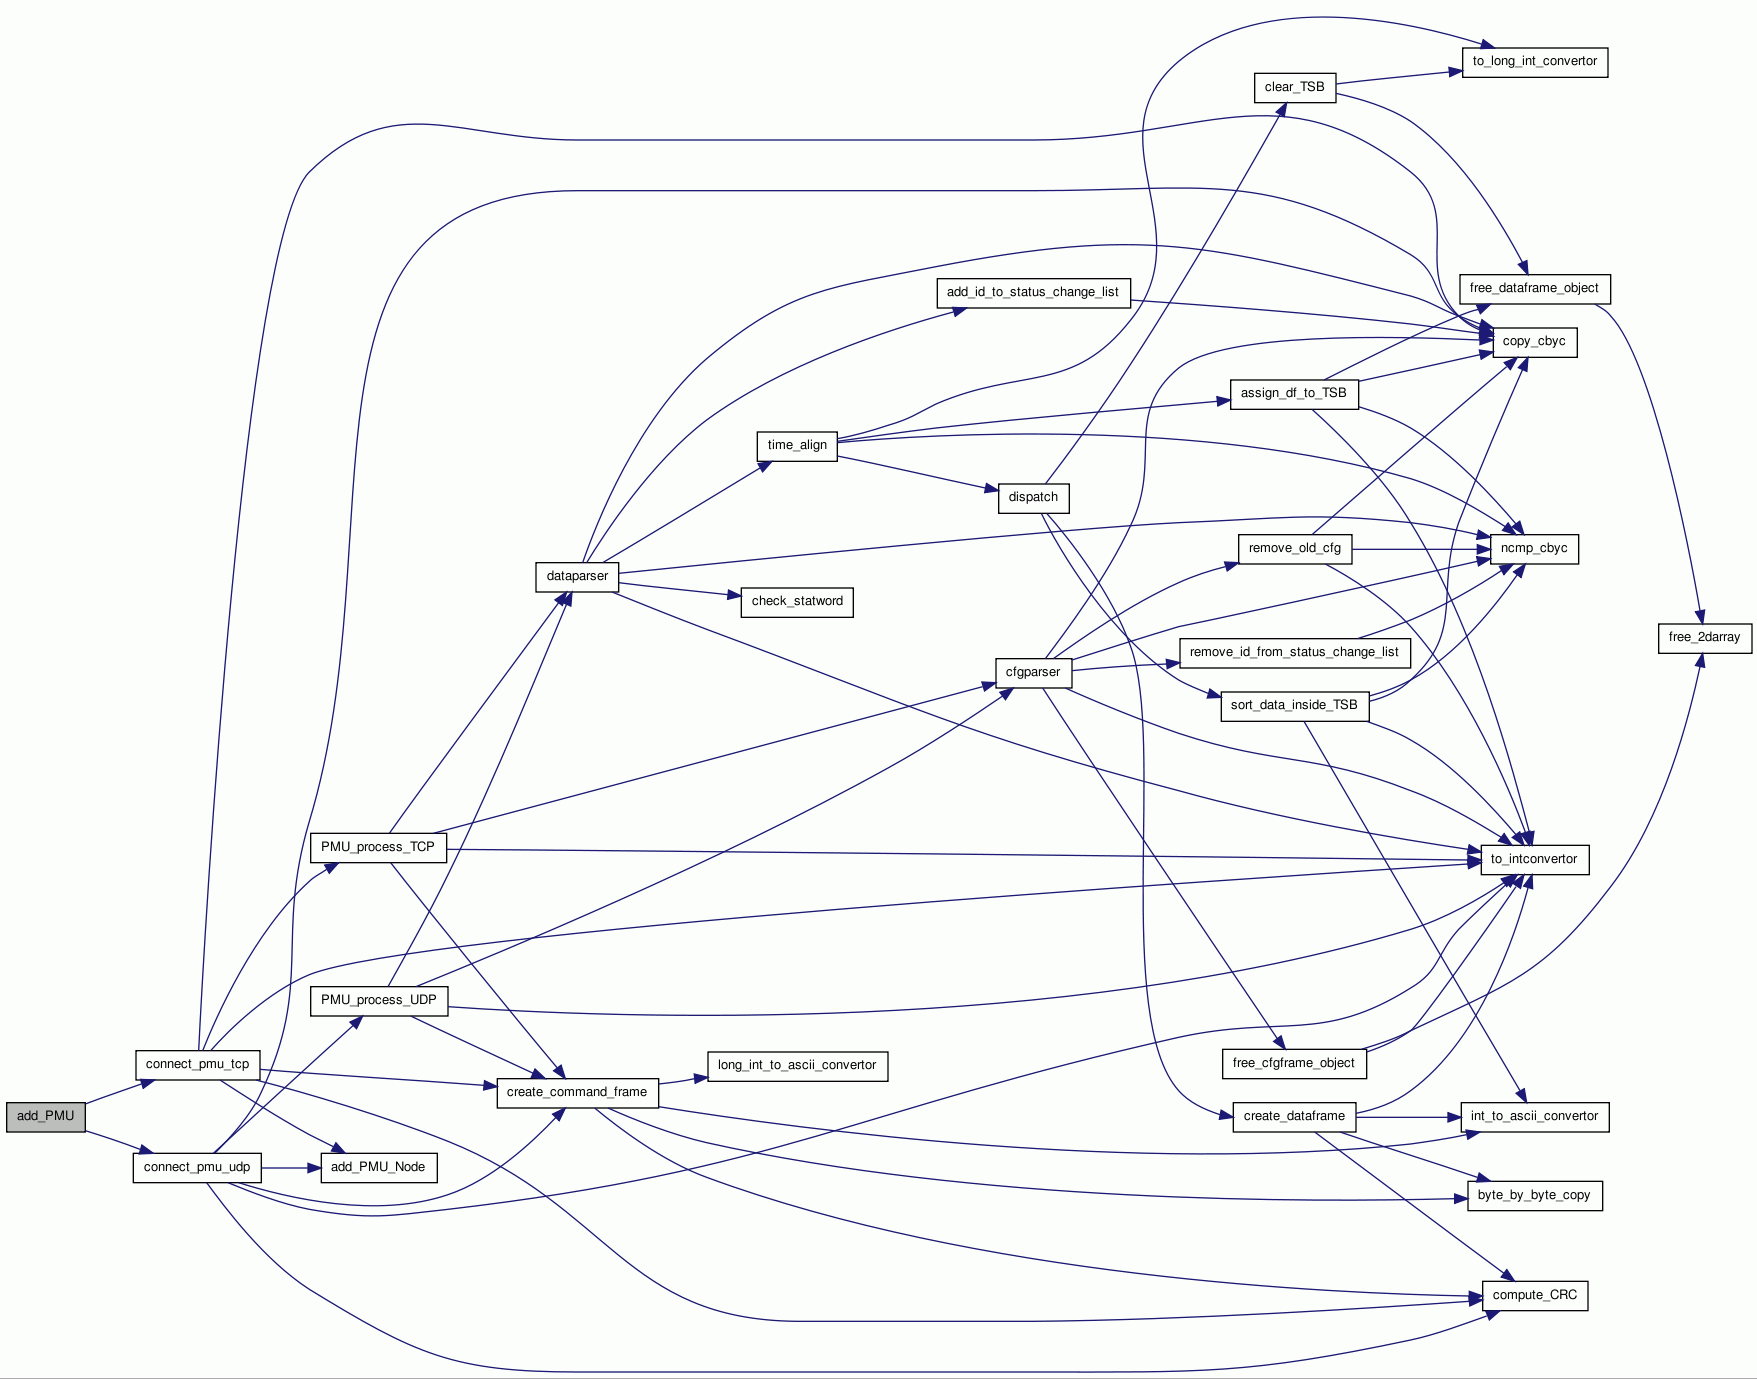 to_long_int_convertor
clear_TSB
free_dataframe_object
add_id_to_status_change_list
copy_cbyc
assign_df_to_TSB
time_align
dispatch
remove_old_cfg
ncmp_cbyc
dataparser
check_statword
free_2darray
remove_id_from_status_change_list
cfgparser
sort_data_inside_TSB
PMU_process_TCP
to_intconvertor
PMU_process_UDP
connect_pmu_tcp
long_int_to_ascii_convertor
free_cfgframe_object
create_command_frame
add_PMU
create_dataframe
int_to_ascii_convertor
connect_pmu_udp
add_PMU_Node
byte_by_byte_copy
compute_CRC